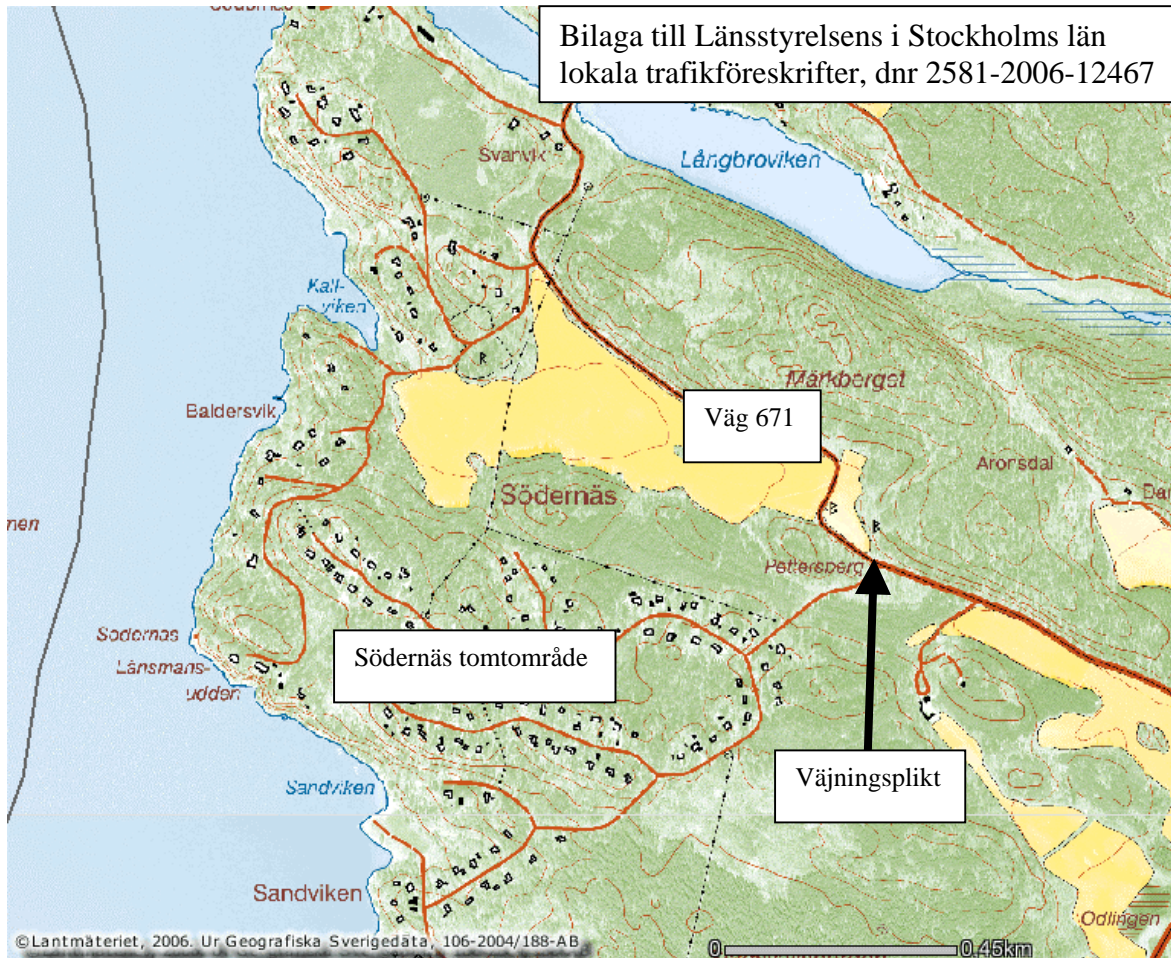 Bilaga till Länsstyrelsens i Stockholms län
lokala trafikföreskrifter, dnr 2581-2006-12467
Svanvik
Långbroviken
Kall-
viken
Märkberget
Väg 671
Baldersvik
Aronsdal
Södernäs
Pettersberg
R
R
R
Södernäs
Länsmans-
udden
Södernäs tomtområde
Väjningsplikt
Sandviken
Sandviken
Odlingen
©Lantmäteriet, 2006. Ur Geografiska Sverigedata, 106-2004/188-AB
0 0.45km